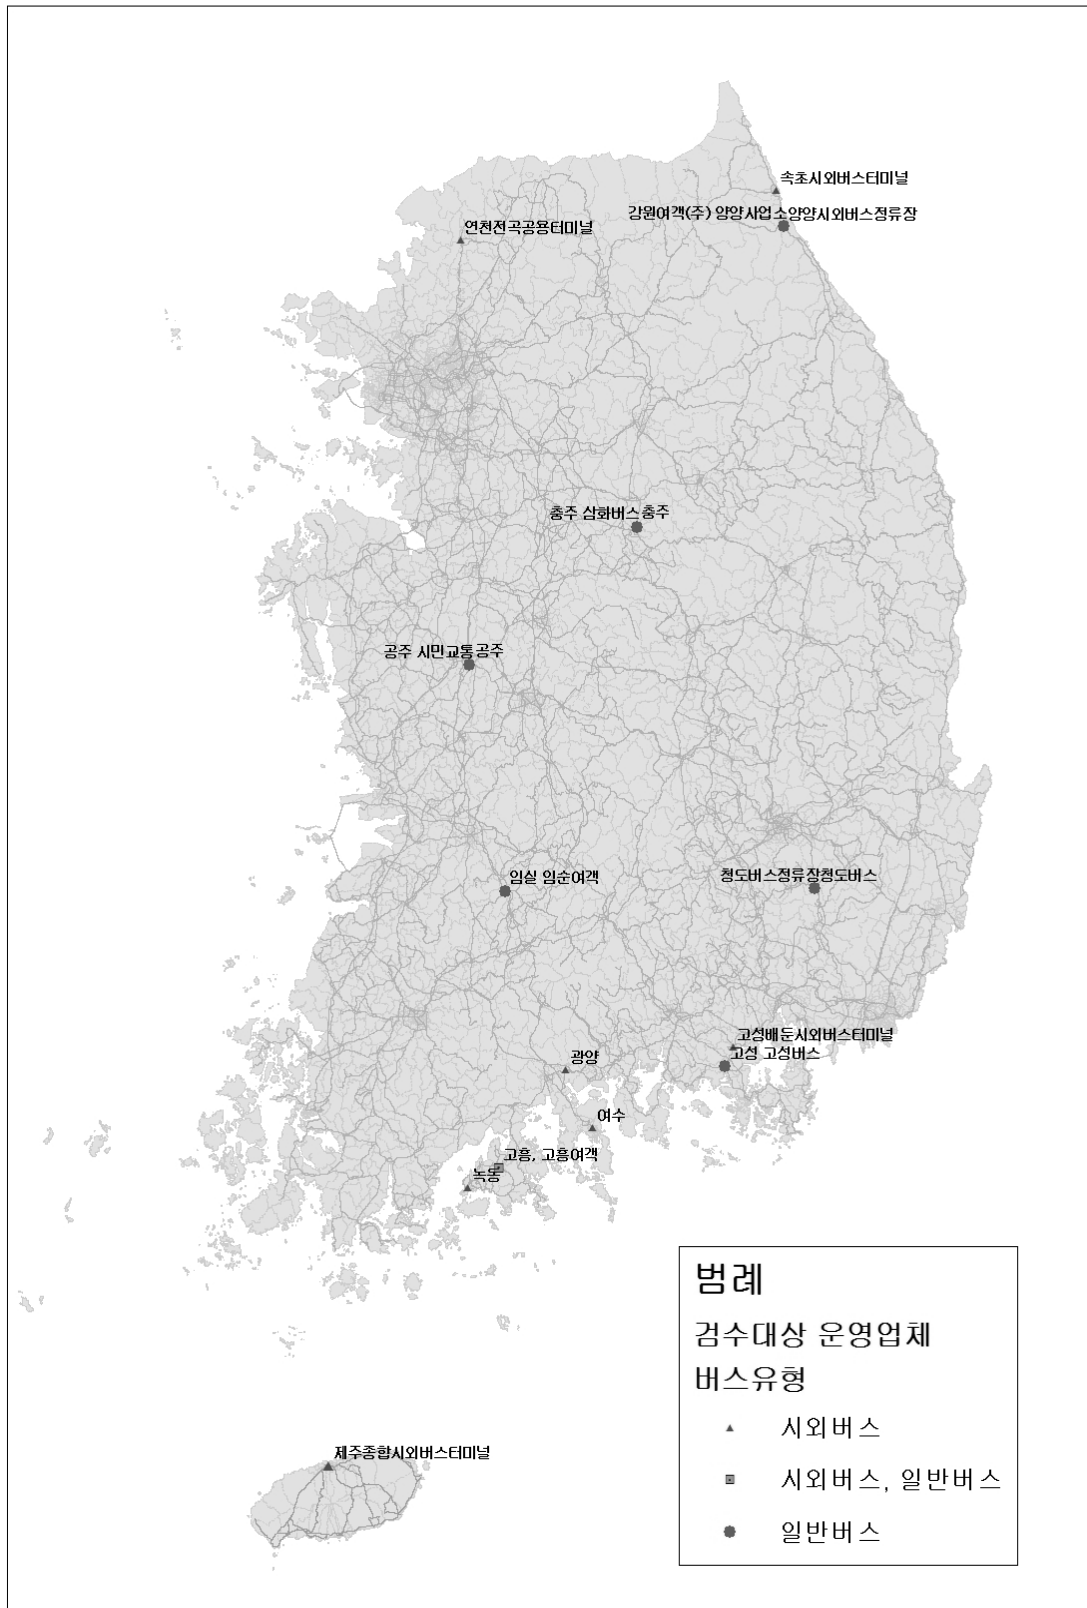 속초시외버스터미널
강원여객(주) 양양사업소양양시외버스정류장
연천전곡공용터미널
충주 삼화버스충주
공주 시민교통공주
임실 임순여객
청도버스정류장청도버스
고성배둔시외버스터미널
고성 고성버스
광양
여수
고흥, 고흥여객
녹동
제주종합시외버스터미널
범례
검수대상 운영업체
버스유형
시외버스
시외버스, 일반버스
일반버스